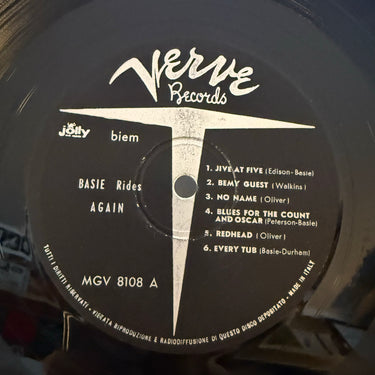 Verve
Records
jolly
biem
BASIE Rides
AGAIN
1. JIVE AT FIVE (Edison-Basie)
2. BEMY GUEST (Walkins)
3. NO NAME (Oliver)
4. BLUES FOR THE COUNT
AND OSCAR (Peterson-Basie)
5. REDHEAD (Oliver)
6. EVERY TUB (Basie-Durham)
MGV 8108 A
TUTTI I DIRITTI RISERVATI - VIETATA RIPRODUZIONE E RADIODIFFUSIONE DI QUESTO DISCO DEPOSITATO - MADE IN ITALY